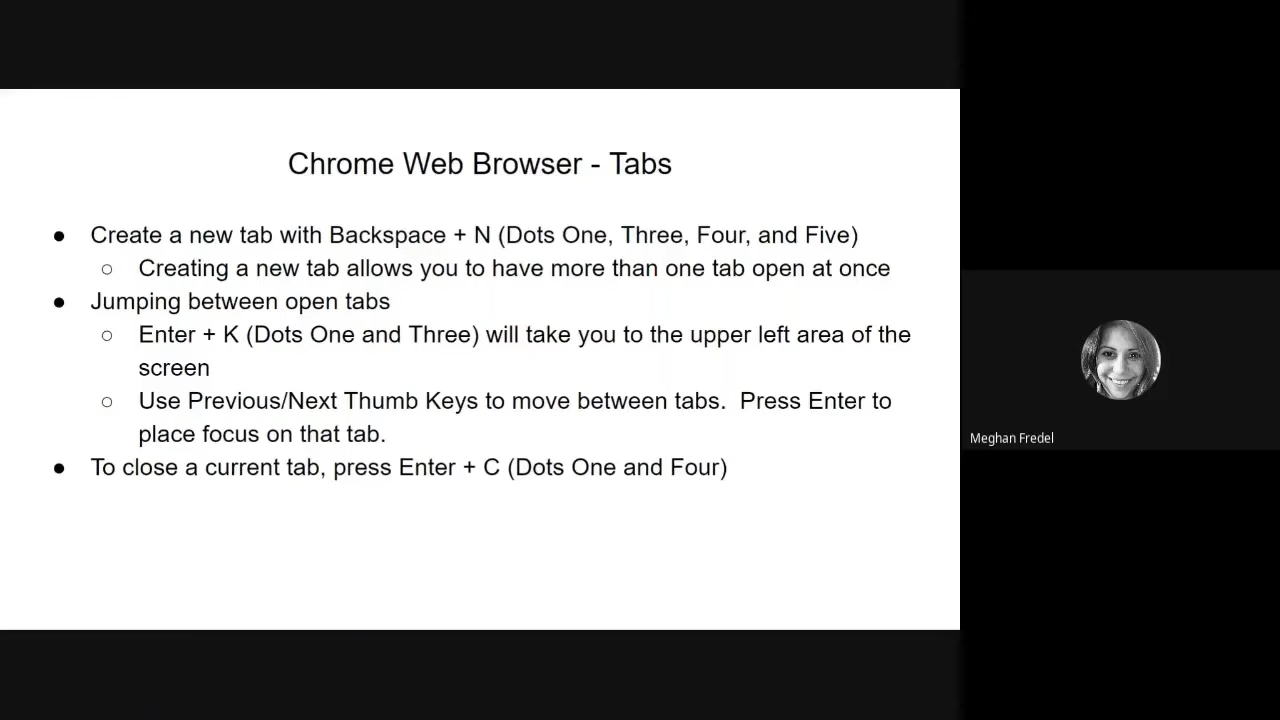 Chrome Web Browser - Tabs
● Create a new tab with Backspace + N (Dots One, Three, Four, and Five)
○ Creating a new tab allows you to have more than one tab open at once
● Jumping between open tabs
○ Enter + K (Dots One and Three) will take you to the upper left area of the
screen
○ Use Previous/Next Thumb Keys to move between tabs.  Press Enter to
place focus on that tab.
● To close a current tab, press Enter + C (Dots One and Four)
Meghan Fredel